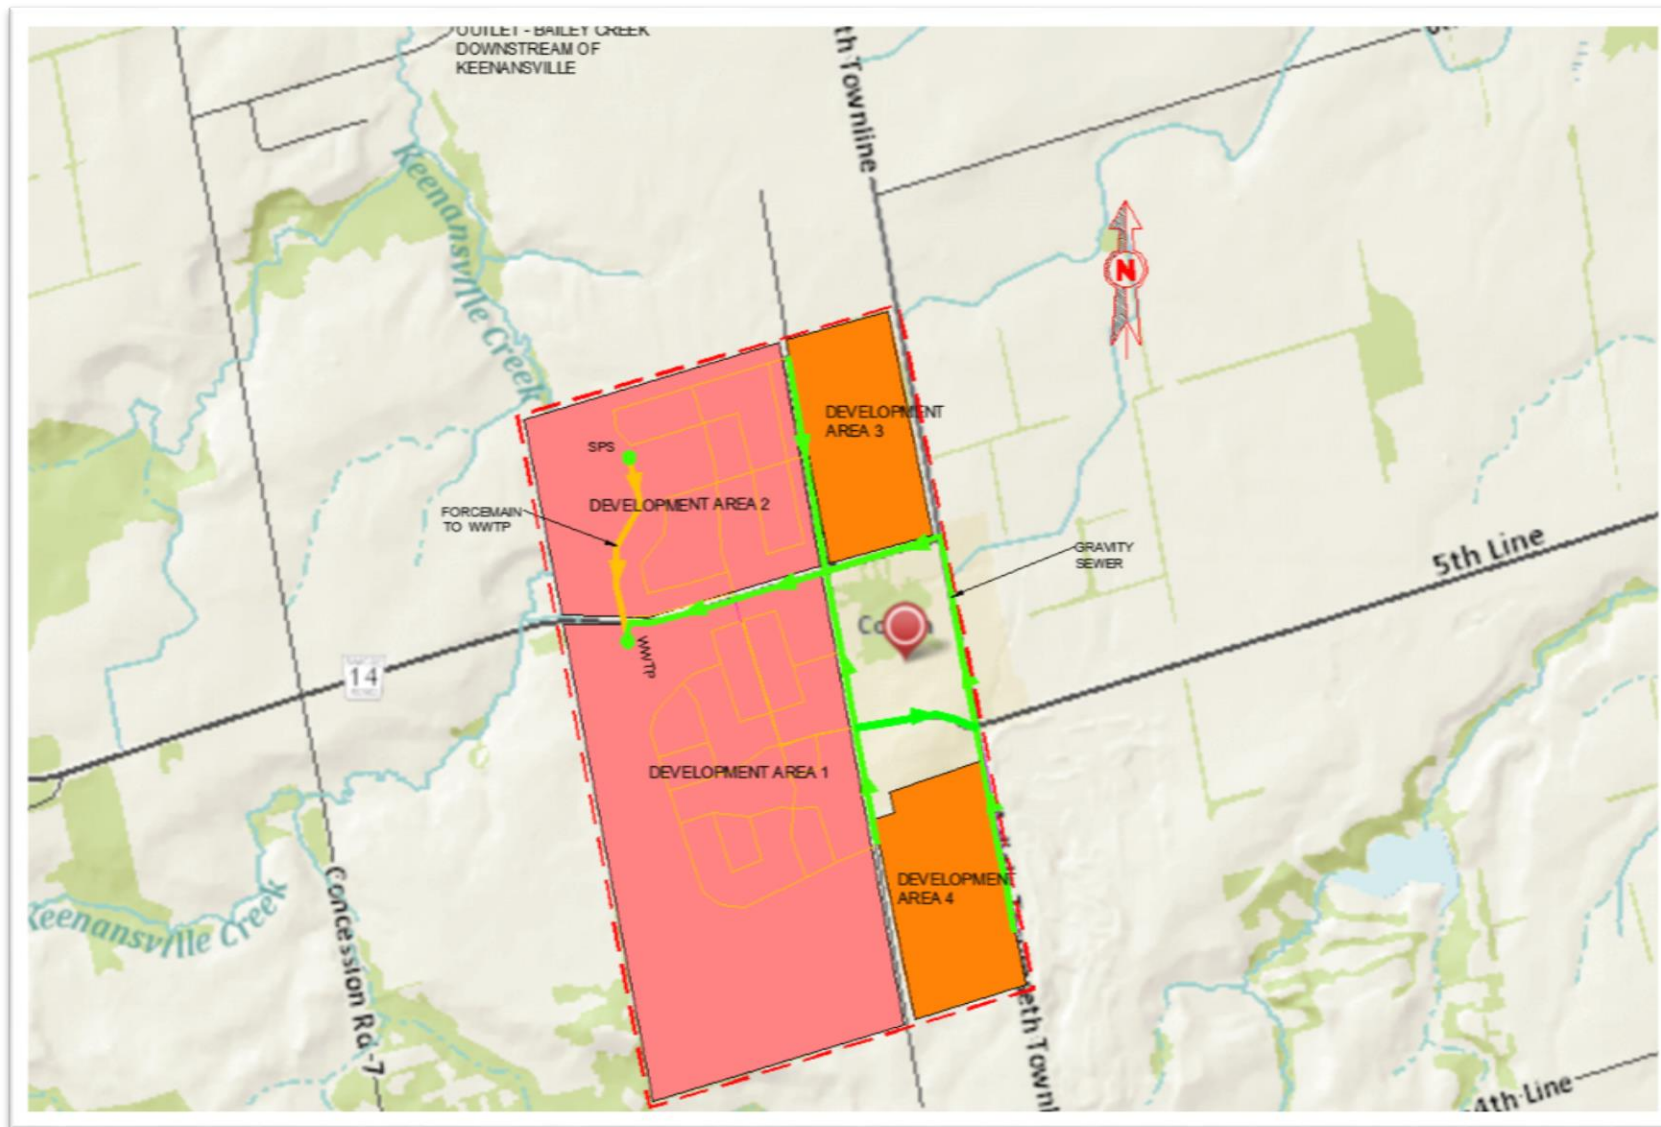 OUTLET - BAILEY CREEK
DOWNSTREAM OF
KEENANSVILLE
th Townline
Keenansville Creek
N
DEVELOPMENT
AREA 3
SPS
DEVELOPMENT AREA 2
FORCEMAIN
TO WWTP
GRAVITY
SEWER
5th Line
WWTP
14
DEVELOPMENT AREA 1
DEVELOPMENT
AREA 4
Keenansville Creek
Concession Rd-7
eth Townl
4th Line